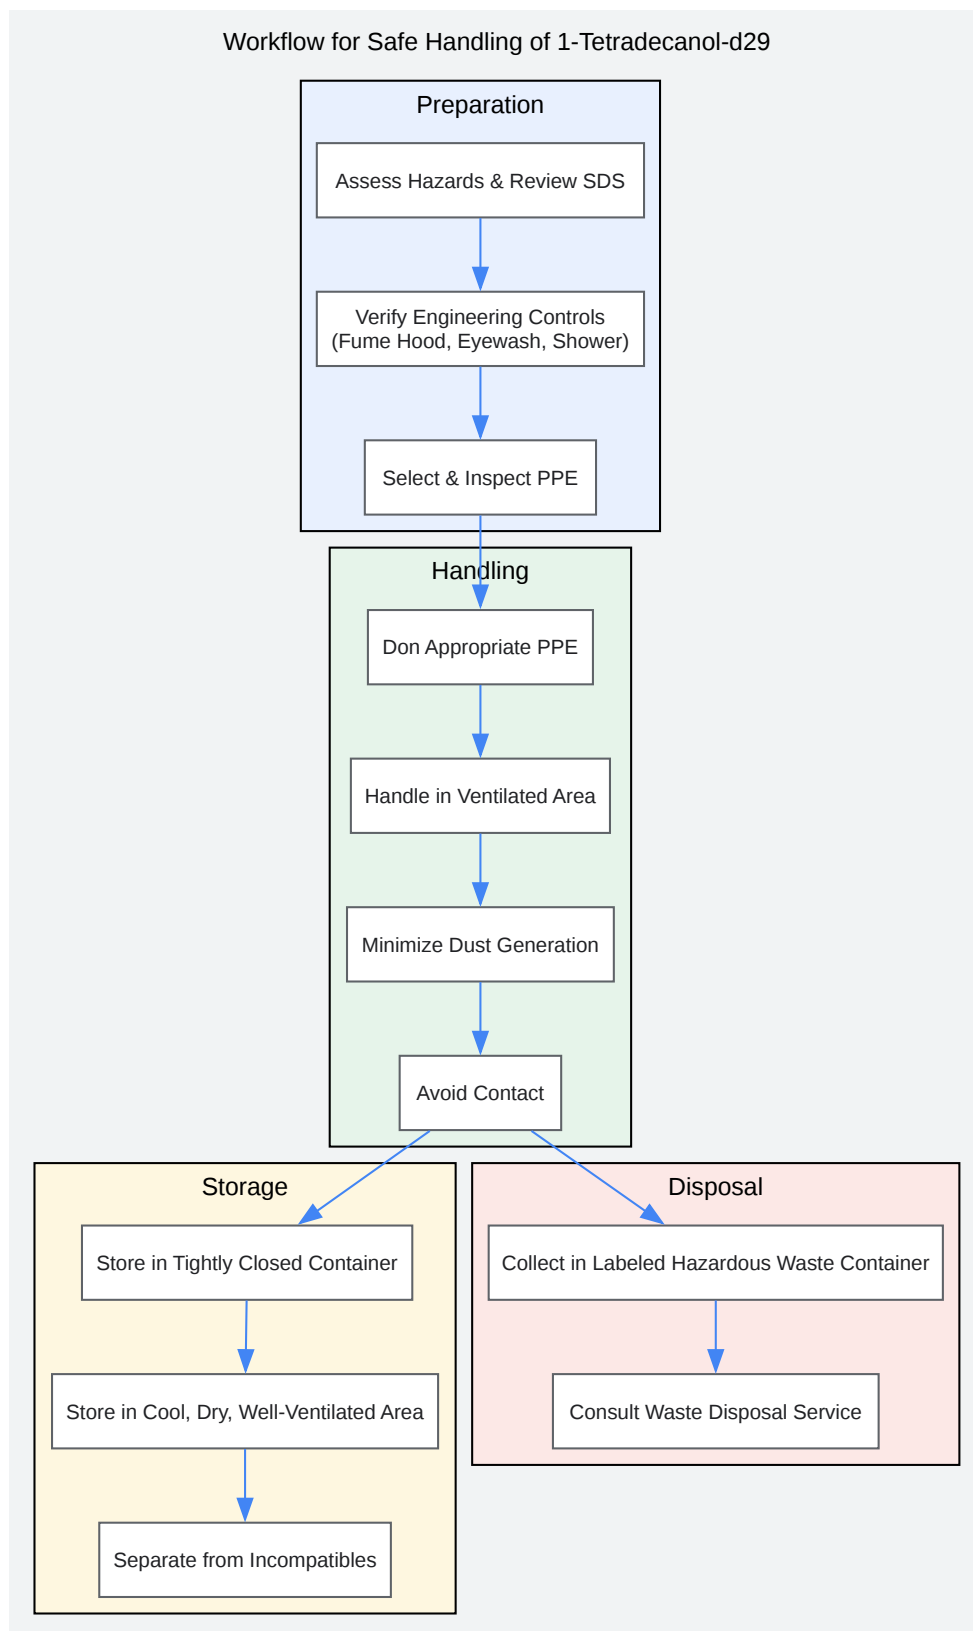 Workflow for Safe Handling of 1-Tetradecanol-d29
Preparation
Assess Hazards & Review SDS
Verify Engineering Controls
(Fume Hood, Eyewash, Shower)
Select & Inspect PPE
Handling
Don Appropriate PPE
Handle in Ventilated Area
Minimize Dust Generation
Avoid Contact
Storage
Store in Tightly Closed Container
Store in Cool, Dry, Well-Ventilated Area
Separate from Incompatibles
Disposal
Collect in Labeled Hazardous Waste Container
Consult Waste Disposal Service